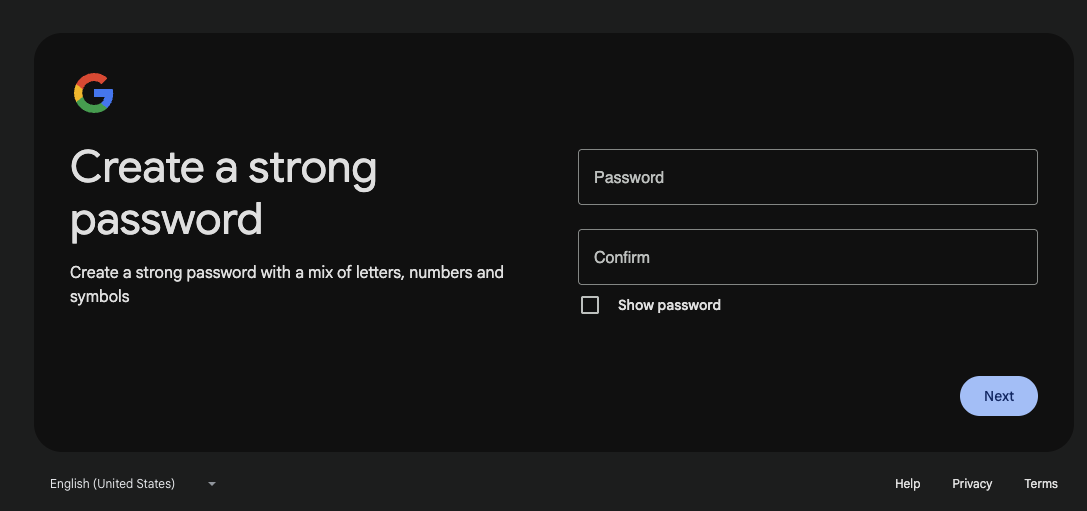 Create a strong
password
Create a strong password with a mix of letters, numbers and
symbols
Password
Confirm
Show password
Next
English (United States)
Help
Privacy
Terms